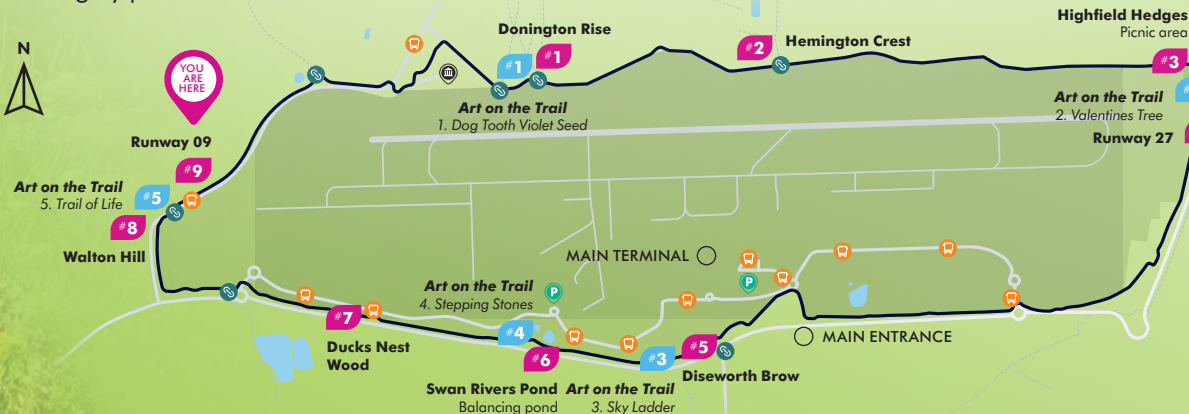 N
YOU
ARE
HERE
Runway 09
#9
Art on the Trail
5. Trail of Life
#5
#8
Walton Hill
Donington Rise
#1
#1
Art on the Trail
1. Dog Tooth Violet Seed
#2
Hemington Crest
Highfield Hedges
Picnic area
#3
Art on the Trail
2. Valentines Tree
Runway 27
MAIN TERMINAL
P
Art on the Trail
4. Stepping Stones
P
MAIN ENTRANCE
#7
Ducks Nest
Wood
#4
#6
Swan Rivers Pond
Balancing pond
#3
Art on the Trail
3. Sky Ladder
#5
Diseworth Brow